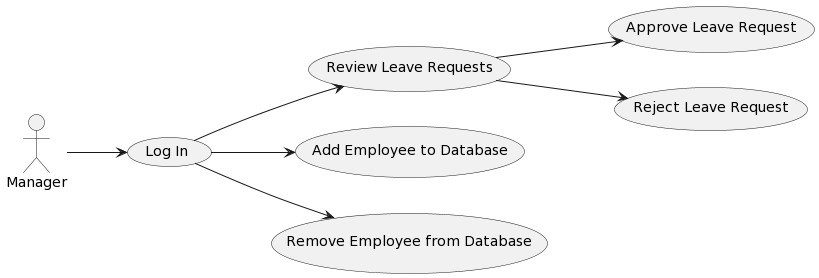 Approve Leave Request
Review Leave Requests
Reject Leave Request
Log In
Add Employee to Database
Manager
Remove Employee from Database